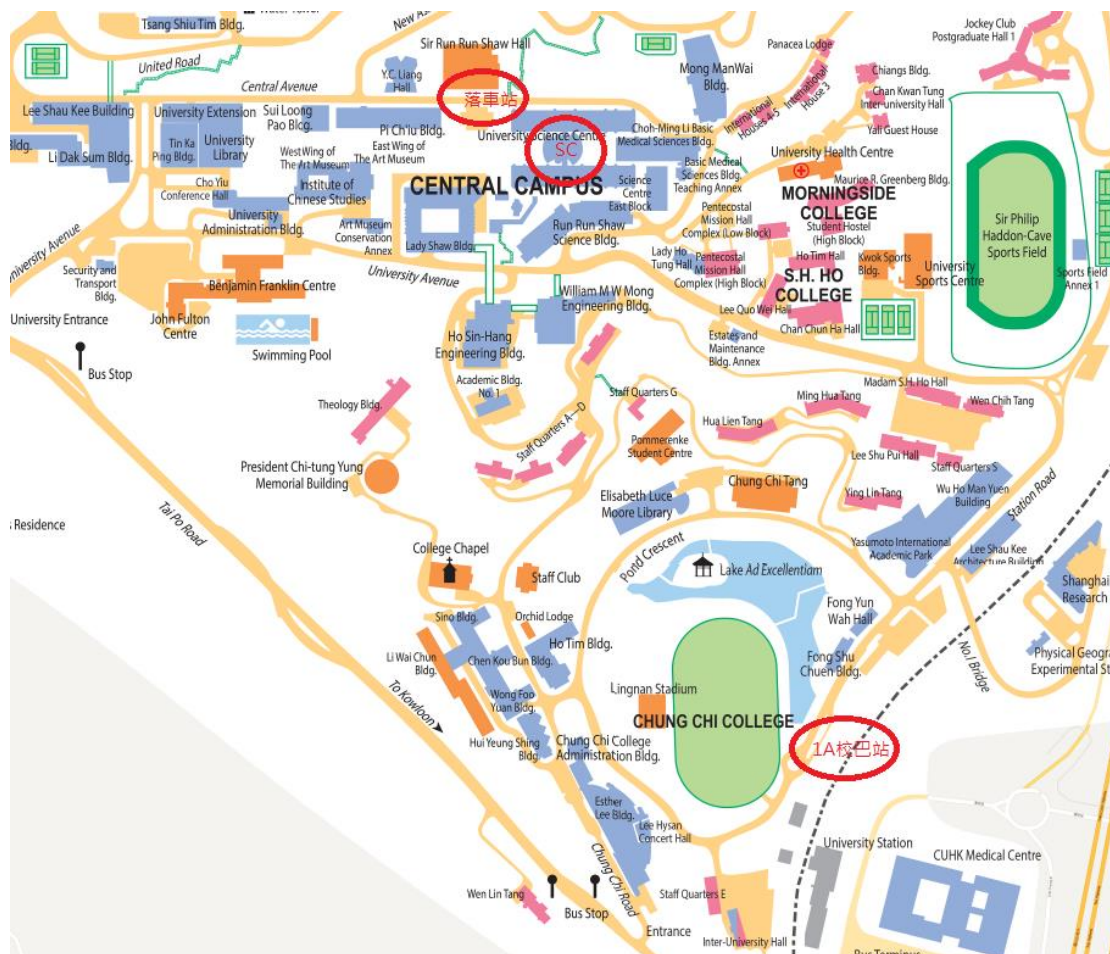 Tsang Shiu Tim Bldg.
United Road
New As
Sir Run Run Shaw Hall
Y.C. Liang
Hall
Central Avenue
落車站
Mong ManWai
Bldg.
Panacea Lodge
Jockey Club
Postgraduate Hall 1
International
House 3
International
Houses 4-5
Chiangs Bldg.
Chan Kwan Tung
Inter-university Hall
Yali Guest House
Lee Shau Kee Building
University Extension
Sui Loong
Pao Bldg.
Tin Ka
Ping Bldg.
University
Library
Li Dak Sum Bldg.
Bldg.
Pi Ch'iu Bldg.
University Science Centre
SC
Choh-Ming Li Basic
Medical Sciences Bldg.
East Wing of
The Art Museum
West Wing of
The Art Museum
Institute of
Chinese Studies
Cho Yiu
Conference Hall
University
Administration Bldg.
Art Museum
Conservation
Annex
CENTRAL CAMPUS
Science
Centre
East Block
Basic Medical
Sciences Bldg.
Teaching Annex
University Health Centre
Maurice R. Greenberg Bldg.
MORNINGSIDE
COLLEGE
Student Hostel
(High Block)
Pentecostal
Mission Hall
Complex (Low Block)
Run Run Shaw
Science Bldg.
Lady Shaw Bldg.
Lady Ho
Tung Hall
Pentecostal
Mission Hall
Complex (High Block)
Ho Tim Hall
S.H. HO
COLLEGE
Kwok Sports
Bldg.
University
Sports Centre
Sir Philip
Haddon-Cave
Sports Field
Sports Field
Annex 1
University Avenue
University Avenue
Security and
Transport Bldg.
Benjamin Franklin Centre
John Fulton
Centre
Swimming Pool
University Entrance
Bus Stop
William M W Mong
Engineering Bldg.
Ho Sin-Hang
Engineering Bldg.
Lee Quo Wei Hall
Chan Chun Ha Hall
Estates and
Maintenance
Bldg. Annex
Academic Bldg.
No. 1
Theology Bldg.
Staff Quarters A—D
Staff Quarters G
Ming Hua Tang
Madam S.H. Ho Hall
Wen Chih Tang
Hua Lien Tang
Pommerenke
Student Centre
Lee Shu Pui Hall
Staff Quarters S
President Chi-tung Yung
Memorial Building
Chung Chi Tang
Ying Lin Tang
Wu Ho Man Yuen
Building
Elisabeth Luce
Moore Library
s Residence
Tai Po Road
Station Road
Yasumoto International
Academic Park
Lee Shau Kee
Architecture Building
College Chapel
Staff Club
Pond Crescent
Lake Ad Excellentiam
Shanghai
Research
Fong Yun
Wah Hall
Sino Bldg.
Orchid Lodge
Ho Tim Bldg.
Li Wai Chun
Bldg.
Chen Kou Bun Bldg.
Fong Shu
Chuen Bldg.
No.1 Bridge
Physical Geogra
Experimental St
To Kowloon
Wong Foo
Yuan Bldg.
Lingnan Stadium
CHUNG CHI COLLEGE
1A校巴站
Hui Yeung Shing
Bldg.
Chung Chi College
Administration Bldg.
Esther
Lee Bldg.
Lee Hysan
Concert Hall
University Station
CUHK Medical Centre
Chung Chi Road
Wen Lin Tang
Bus Stop
Staff Quarters E
Entrance
Inter-University Hall
Bus Terminus